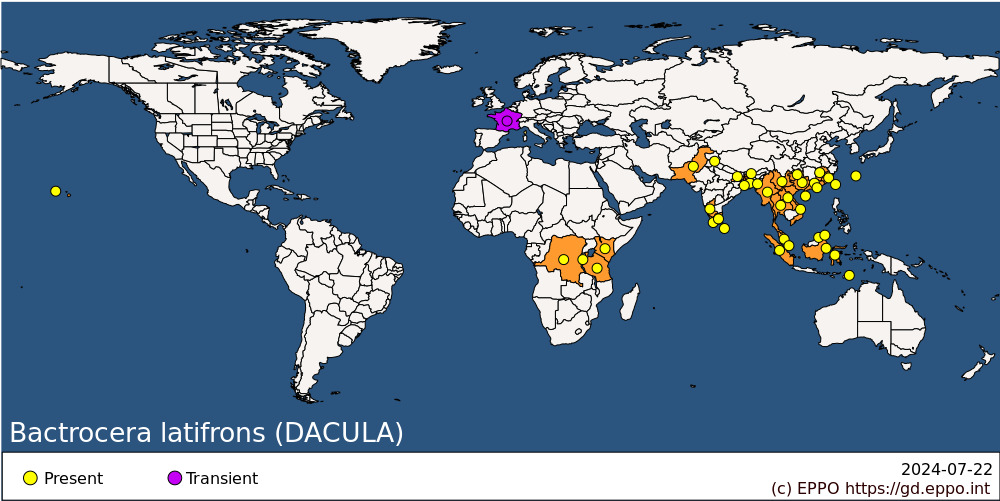 Bactrocera latifrons (DACULA)
Present
Transient
2024-07-22
(c) EPPO https://gd.eppo.int